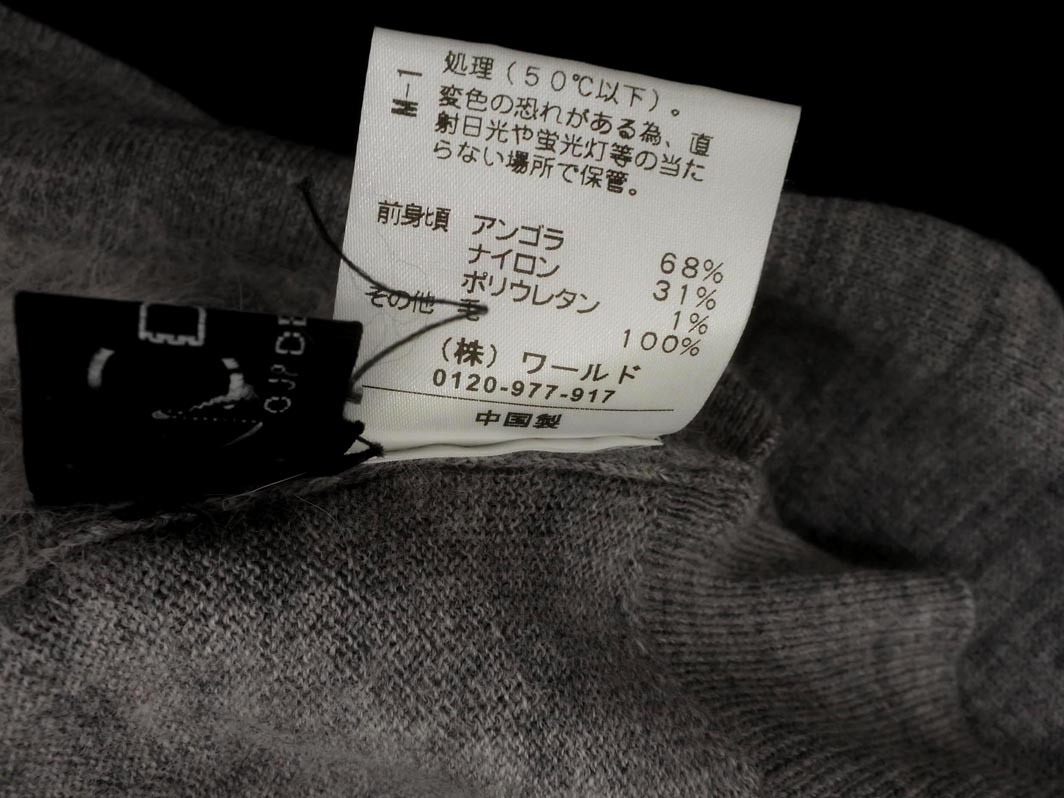 処理(50℃以下)。
変色の恐れがある為、直
射日光や蛍光灯等の当た
らない場所で保管。
前身頃 アンゴラ 68%
ナイロン 31%
ポリウレタン 1%
その他 毛 100%
(株)ワールド
0120-977-917
中国製